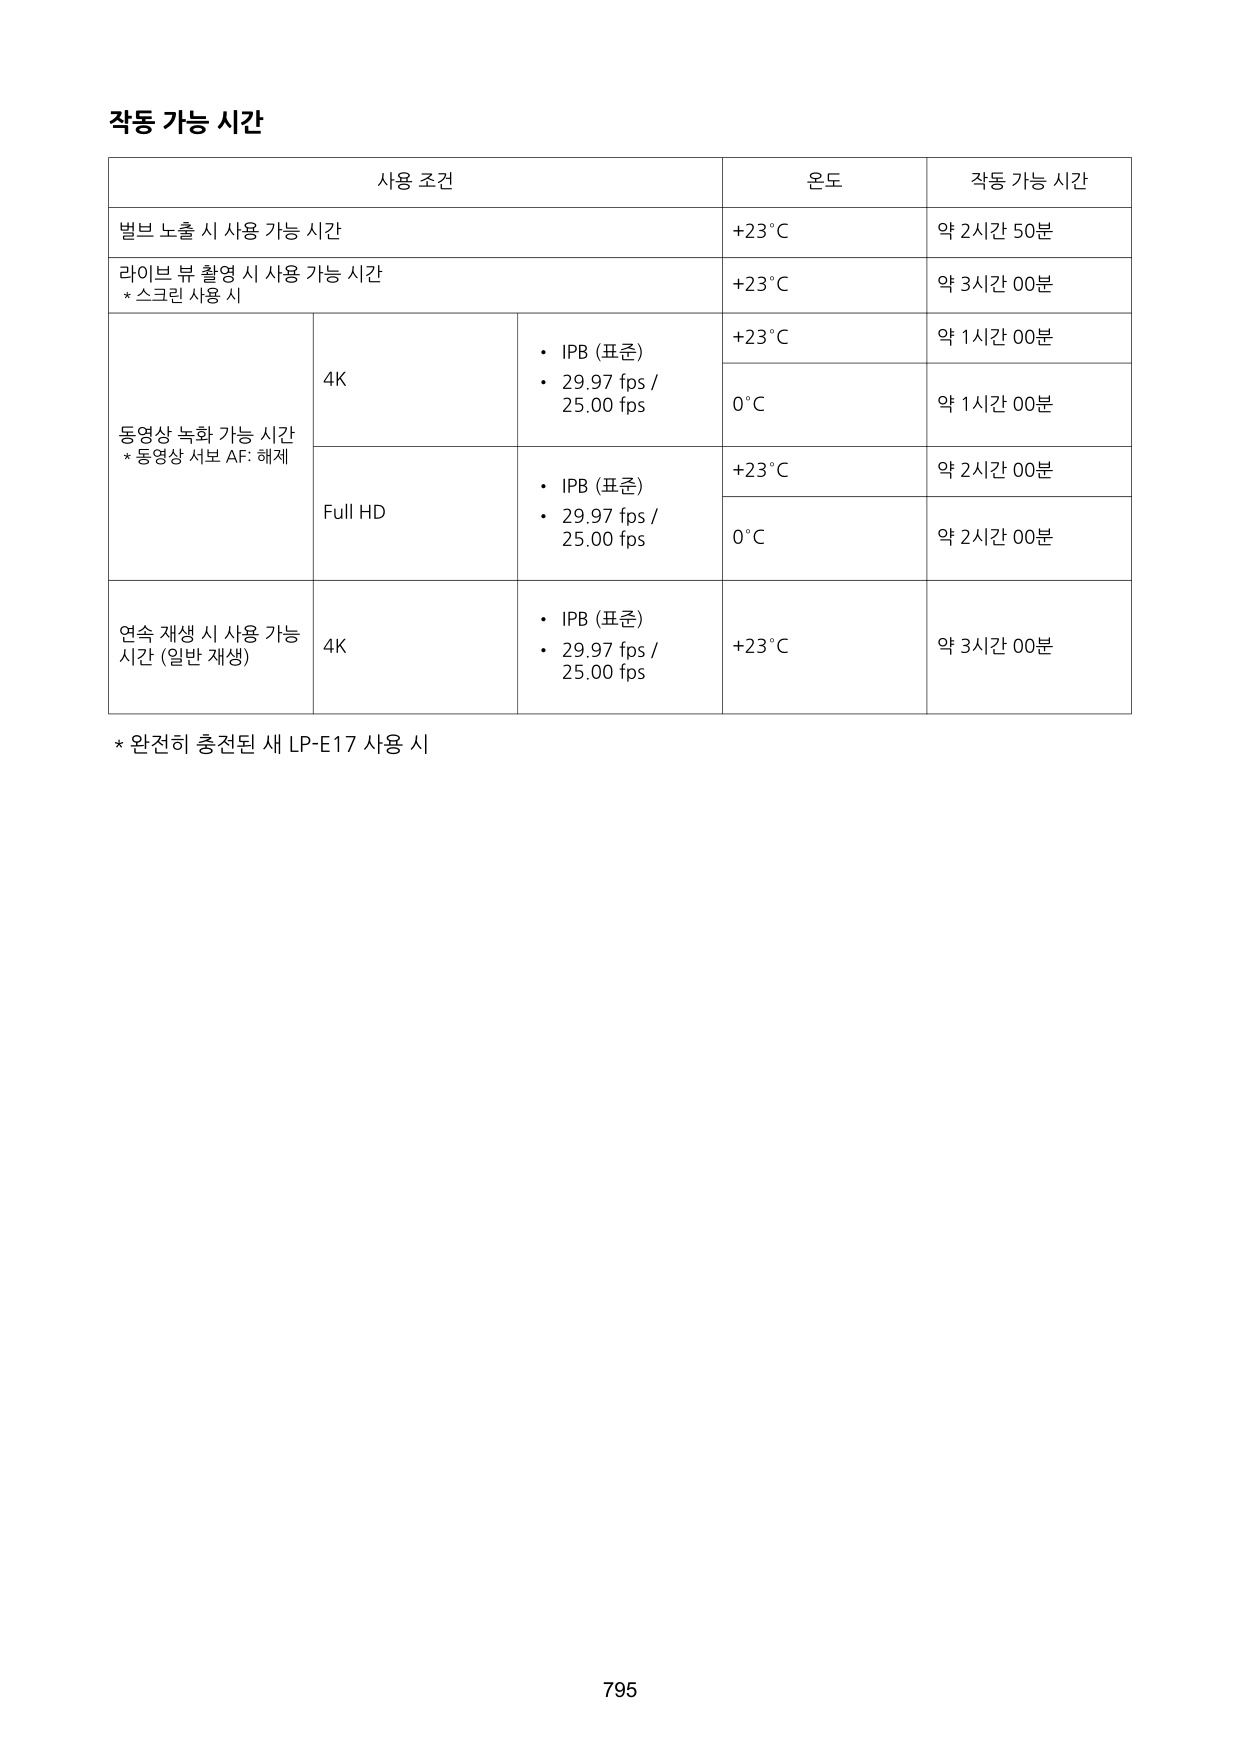 작동 가능 시간
사용 조건
온도
작동 가능 시간
벌브 노출 시 사용 가능 시간
+23°C
약 2시간 50분
라이브 뷰 촬영 시 사용 가능 시간
* 스크린 사용 시
+23°C
약 3시간 00분
동영상 녹화 가능 시간
* 동영상 서보 AF: 해제
4K
• IPB (표준)
• 29.97 fps /
25.00 fps
+23°C
약 1시간 00분
0°C
약 1시간 00분
Full HD
• IPB (표준)
• 29.97 fps /
25.00 fps
+23°C
약 2시간 00분
0°C
약 2시간 00분
연속 재생 시 사용 가능
시간 (일반 재생)
4K
• IPB (표준)
• 29.97 fps /
25.00 fps
+23°C
약 3시간 00분
* 완전히 충전된 새 LP-E17 사용 시
795